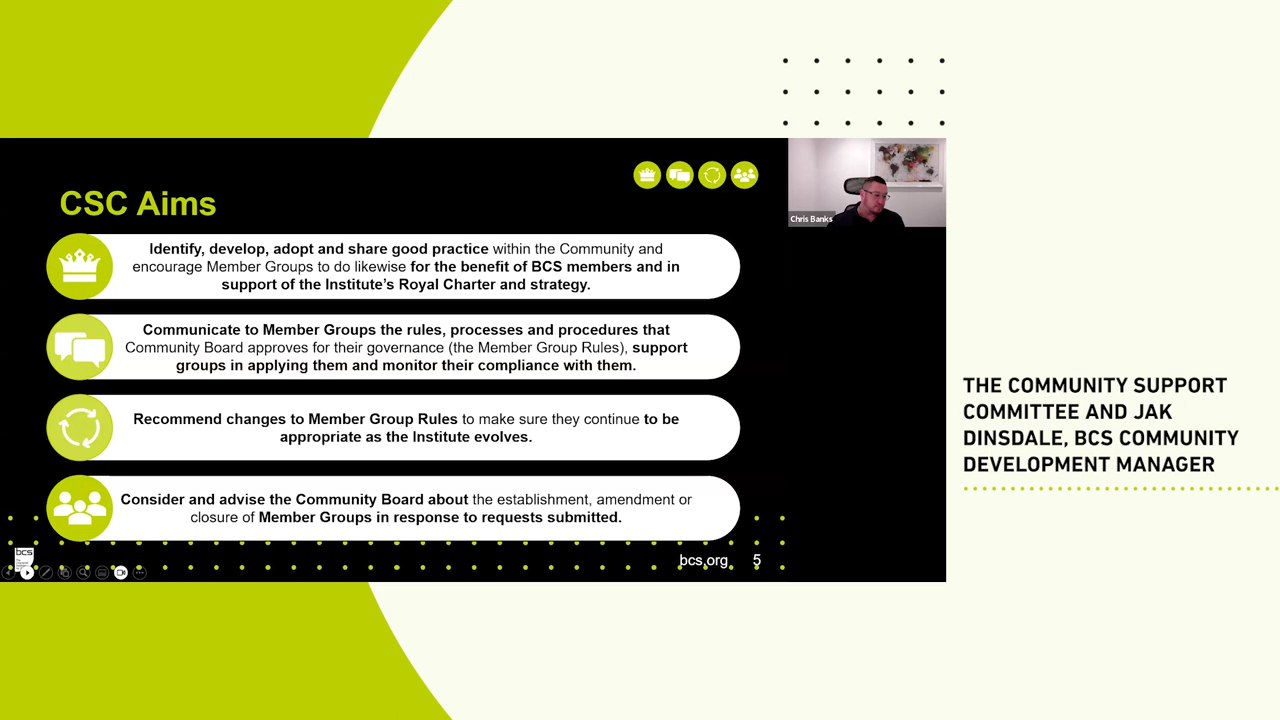 CSC Aims
Identify, develop, adopt and share good practice within the Community and
encourage Member Groups to do likewise for the benefit of BCS members and in
support of the Institute's Royal Charter and strategy.
Communicate to Member Groups the rules, processes and procedures that
Community Board approves for their governance (the Member Group Rules), support
groups in applying them and monitor their compliance with them.
Recommend changes to Member Group Rules to make sure they continue to be
appropriate as the Institute evolves.
Consider and advise the Community Board about the establishment, amendment or
closure of Member Groups in response to requests submitted.
bcs
bcs.org 5
Chris Banks
THE COMMUNITY SUPPORT
COMMITTEE AND JAK
DINSDALE, BCS COMMUNITY
DEVELOPMENT MANAGER